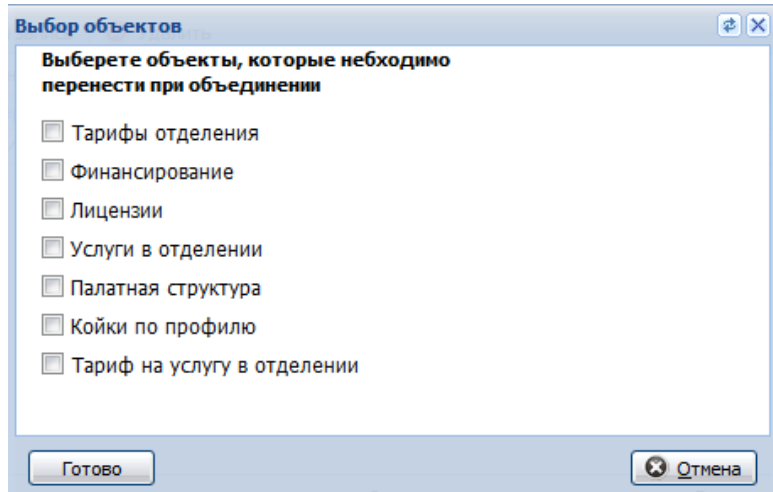 Выбор объектов
Выберете объекты, которые небходимо
перенести при объединении
Тарифы отделения
Финансирование
Лицензии
Услуги в отделении
Палатная структура
Койки по профилю
Тариф на услугу в отделении
Готово
Отмена